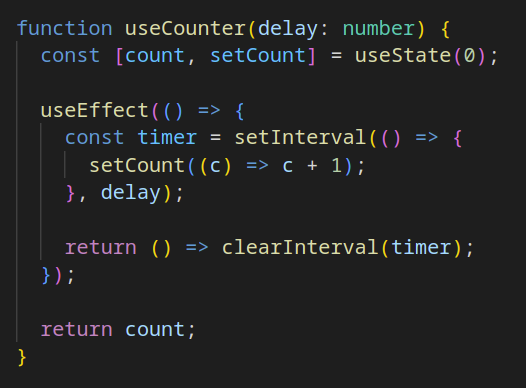 function useCounter(delay: number) {
  const [count, setCount] = useState(0);

  useEffect(() => {
    const timer = setInterval(() => {
      setCount((c) => c + 1);
    }, delay);

    return () => clearInterval(timer);
  });

  return count;
}